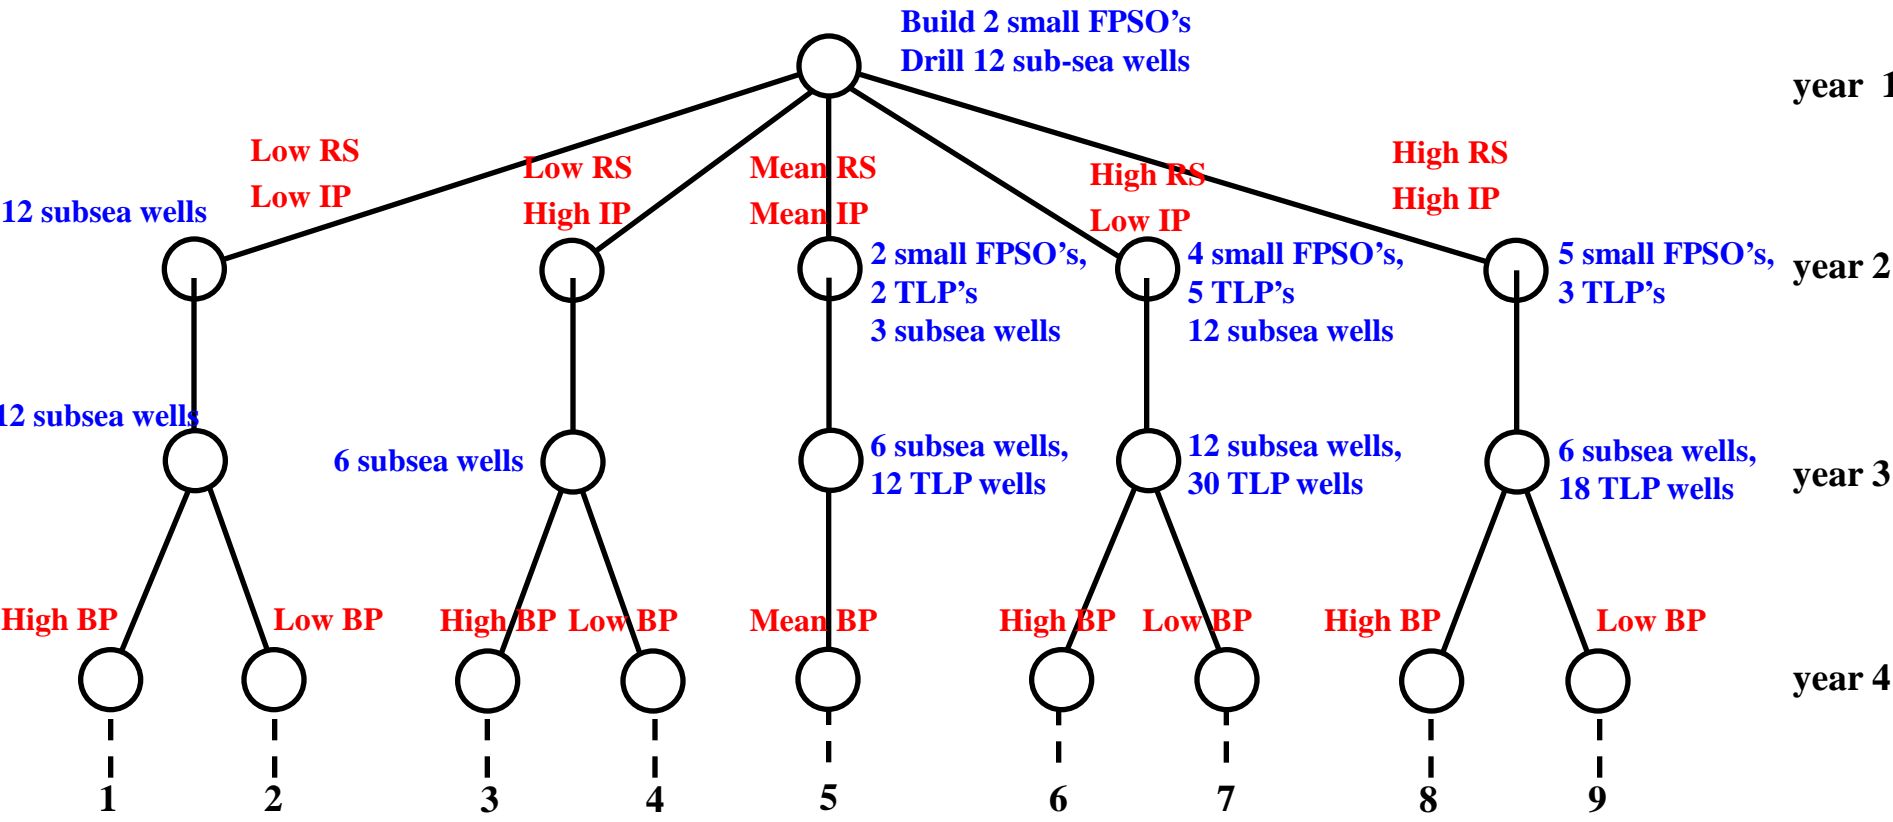 Build 2 small FPSO's
Drill 12 sub-sea wells
year 1
Low RS
Low IP
Low RS
High IP
Mean RS
Mean IP
High RS
Low IP
High RS
High IP
12 subsea wells
2 small FPSO's,
2 TLP's
3 subsea wells
4 small FPSO's,
5 TLP's
12 subsea wells
5 small FPSO's,
3 TLP's
year 2
12 subsea wells
6 subsea wells
6 subsea wells,
12 TLP wells
12 subsea wells,
30 TLP wells
6 subsea wells,
18 TLP wells
year 3
High BP
Low BP
High BP
Low BP
Mean BP
High BP
Low BP
High BP
Low BP
year 4
1
2
3
4
5
6
7
8
9